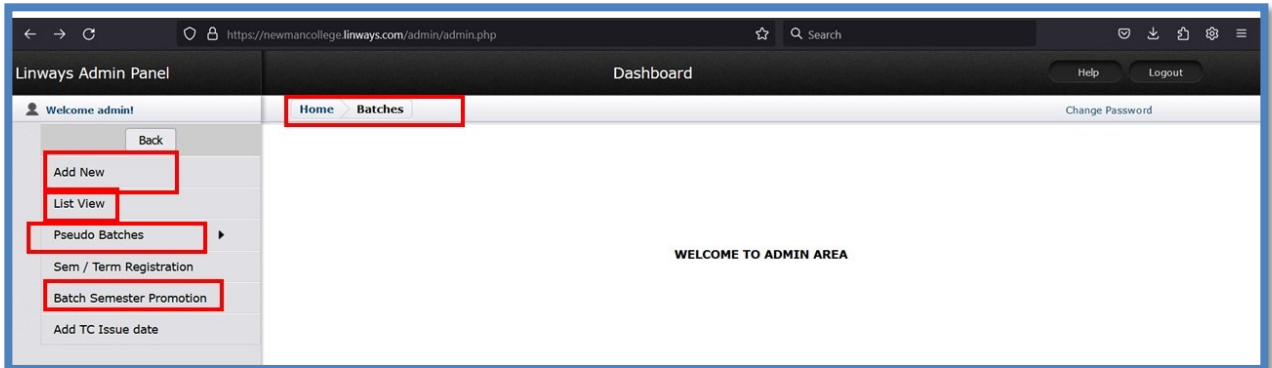 https://newmancollege.linways.com/admin/admin.php Search
Linways Admin Panel Dashboard Help Logout
Welcome admin! Home Batches Change Password
Back
Add New
List View
Pseudo Batches
WELCOME TO ADMIN AREA
Sem / Term Registration
Batch Semester Promotion
Add TC Issue date